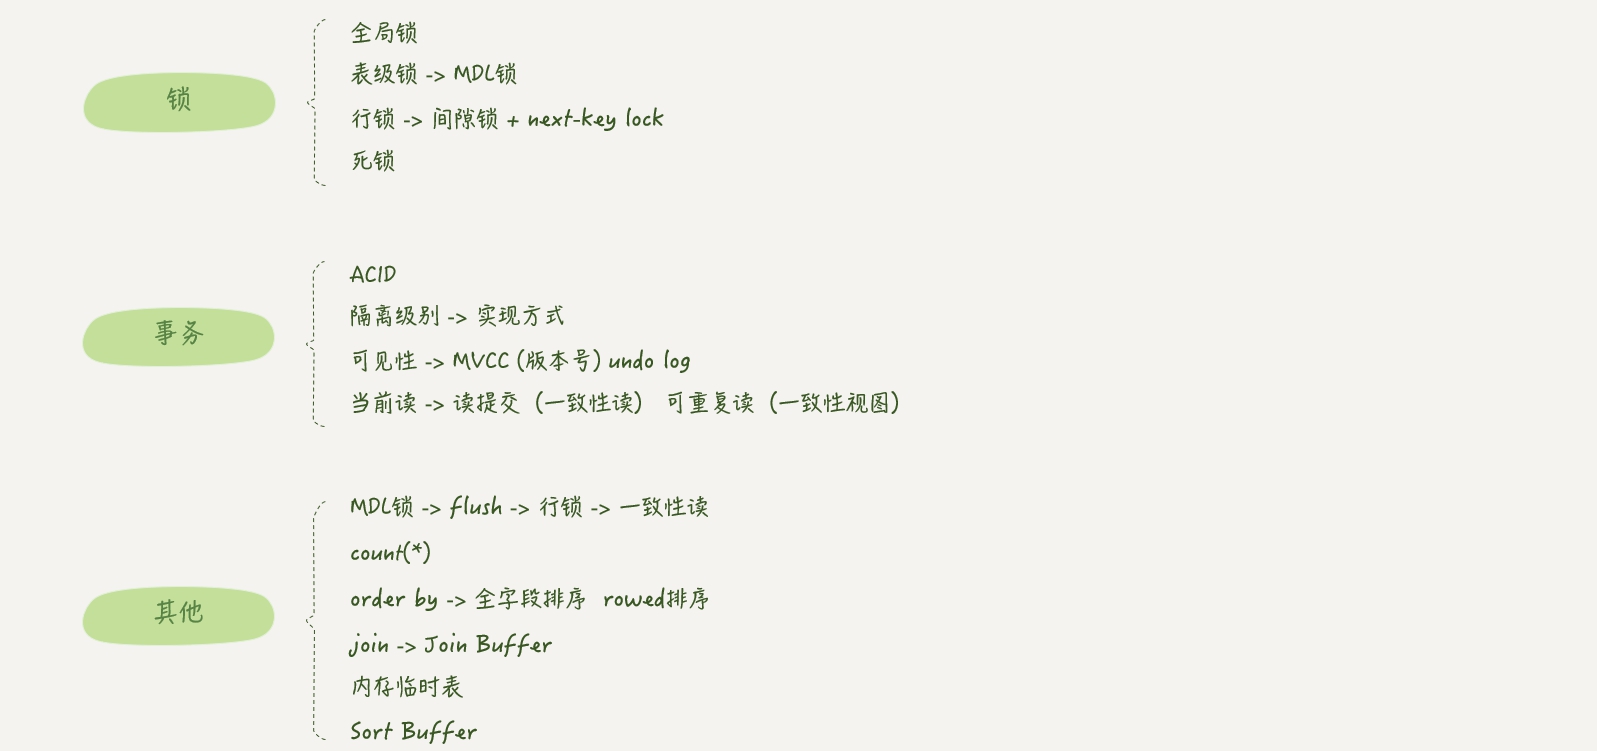 锁
全局锁
表级锁 -> MDL锁
行锁 -> 间隙锁 + next-key lock
死锁
事务
ACID
隔离级别 -> 实现方式
可见性 -> MVCC (版本号) undo log
当前读 -> 读提交 (一致性读) 可重复读 (一致性视图)
其他
MDL锁 -> flush -> 行锁 -> 一致性读
count(*)
order by -> 全字段排序 rowed排序
join -> Join Buffer
内存临时表
Sort Buffer